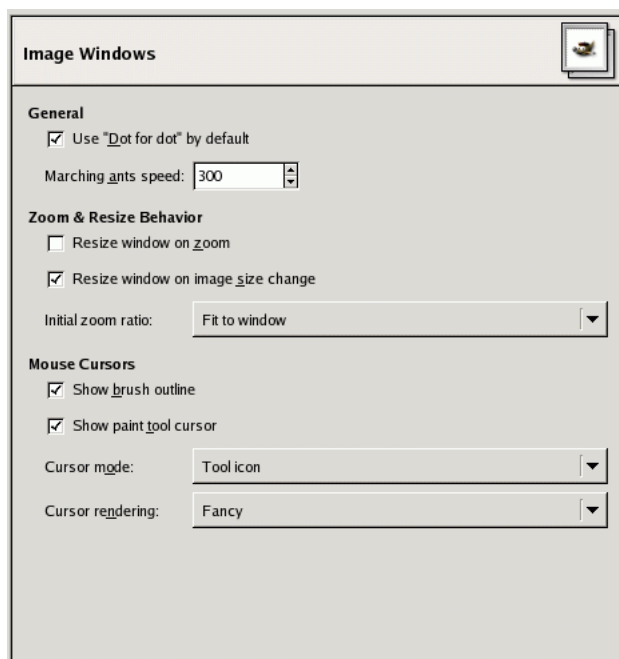 Image Windows
General
Use "Dot for dot" by default
Marching ants speed: 300
Zoom & Resize Behavior
Resize window on zoom
Resize window on image size change
Initial zoom ratio: Fit to window
Mouse Cursors
Show brush outline
Show paint tool cursor
Cursor mode: Tool icon
Cursor rendering: Fancy